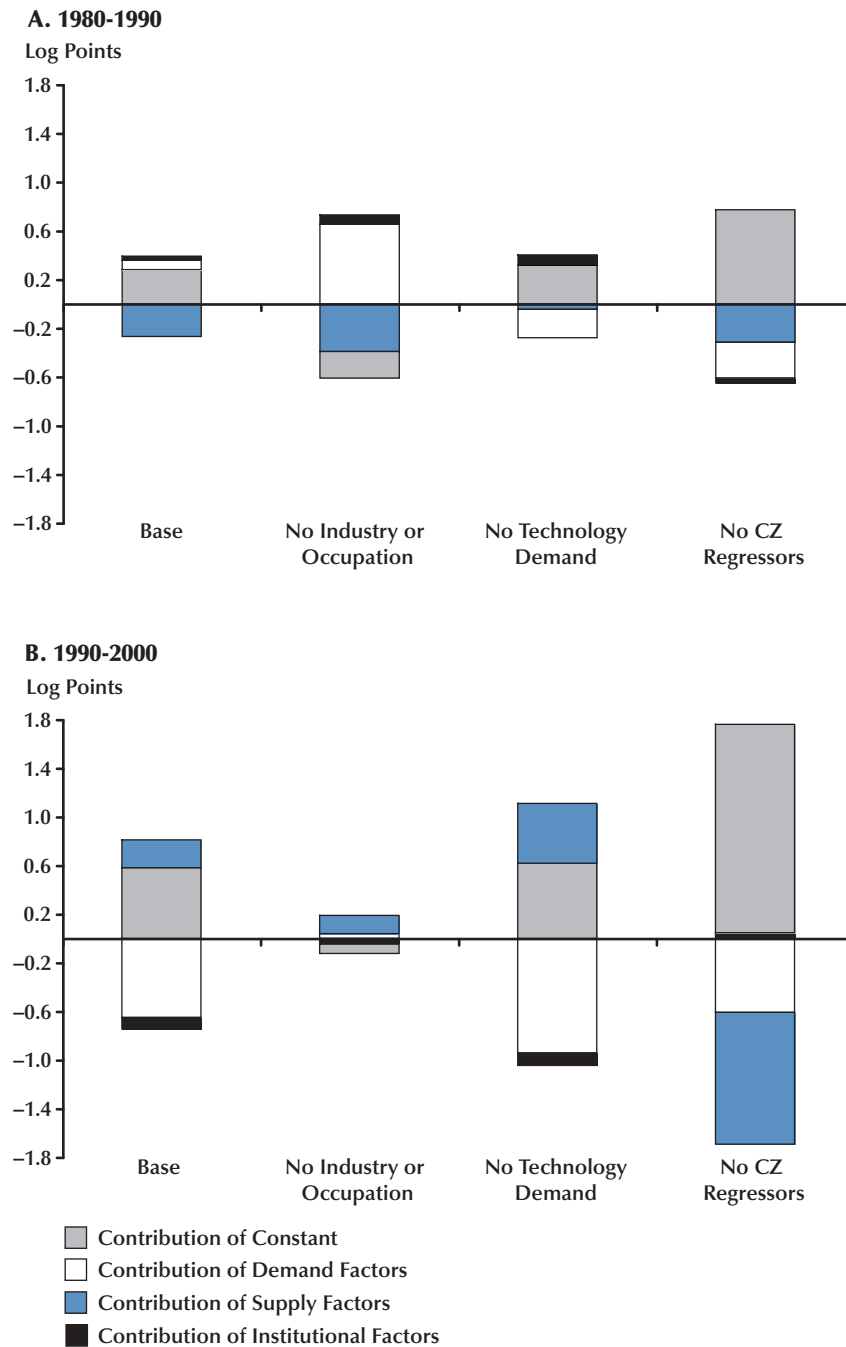 A. 1980-1990
Log Points
1.8
1.4
1.0
0.6
0.2
–0.2
–0.6
–1.0
–1.4
–1.8
Base
No Industry or
Occupation
No Technology
Demand
No CZ
Regressors
B. 1990-2000
Log Points
1.8
1.4
1.0
0.6
0.2
–0.2
–0.6
–1.0
–1.4
–1.8
Base
No Industry or
Occupation
No Technology
Demand
No CZ
Regressors
Contribution of Constant
Contribution of Demand Factors
Contribution of Supply Factors
Contribution of Institutional Factors